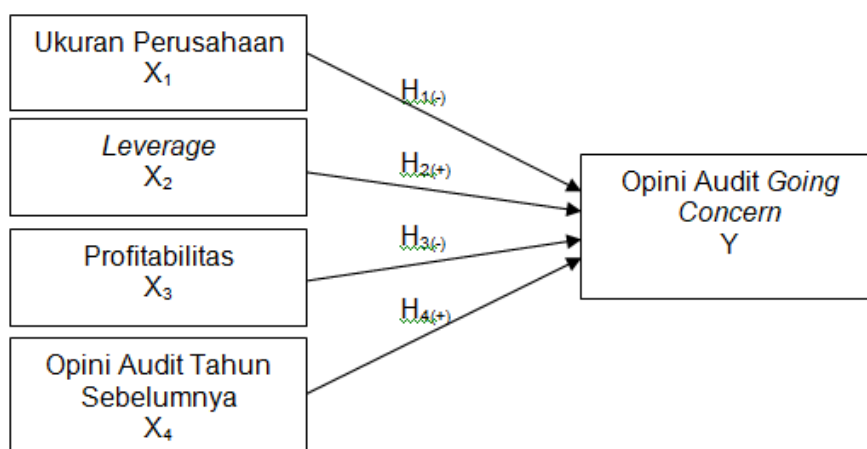 Ukuran Perusahaan
X₁
H₁₍₋₎
Leverage
X₂
H₂₍₊₎
Opini Audit Going
Concern
Y
Profitabilitas
X₃
H₃₍₋₎
Opini Audit Tahun
Sebelumnya
X₄
H₄₍₊₎